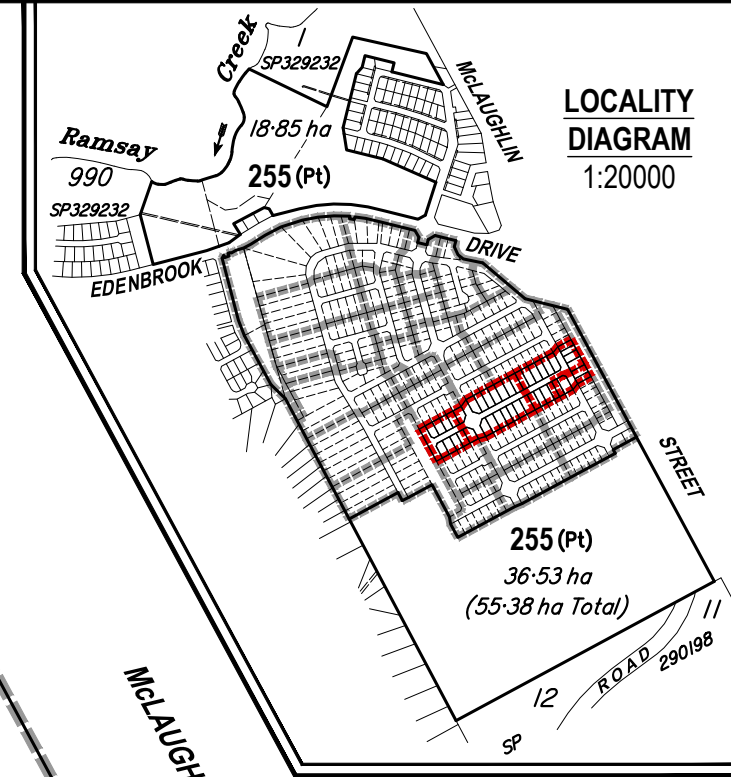 LOCALITY
DIAGRAM
1:20000
Creek
1
SP329232
McLAUGHLIN
Ramsay
18·85 ha
255 (Pt)
990
SP329232
EDENBROOK
DRIVE
STREET
255 (Pt)
36·53 ha
(55·38 ha Total)
11
ROAD
290198
12
SP
McLAUGH